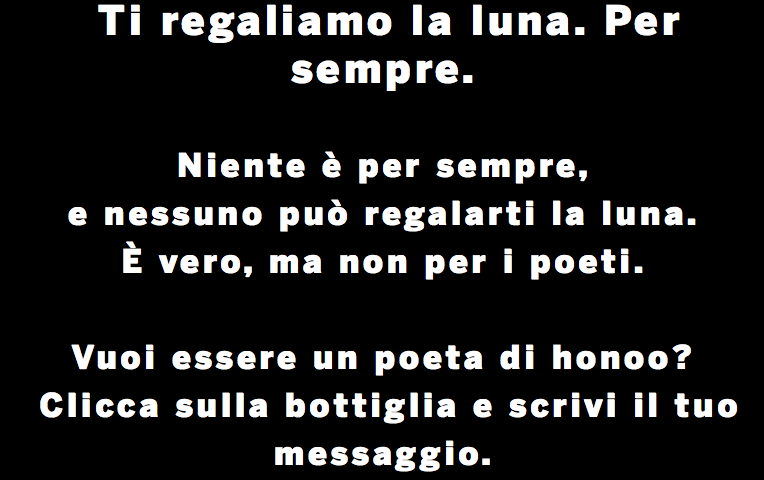 Ti regaliamo la luna. Per
sempre.
Niente è per sempre,
e nessuno può regalarti la luna.
È vero, ma non per i poeti.
Vuoi essere un poeta di honoo?
Clicca sulla bottiglia e scrivi il tuo
messaggio.